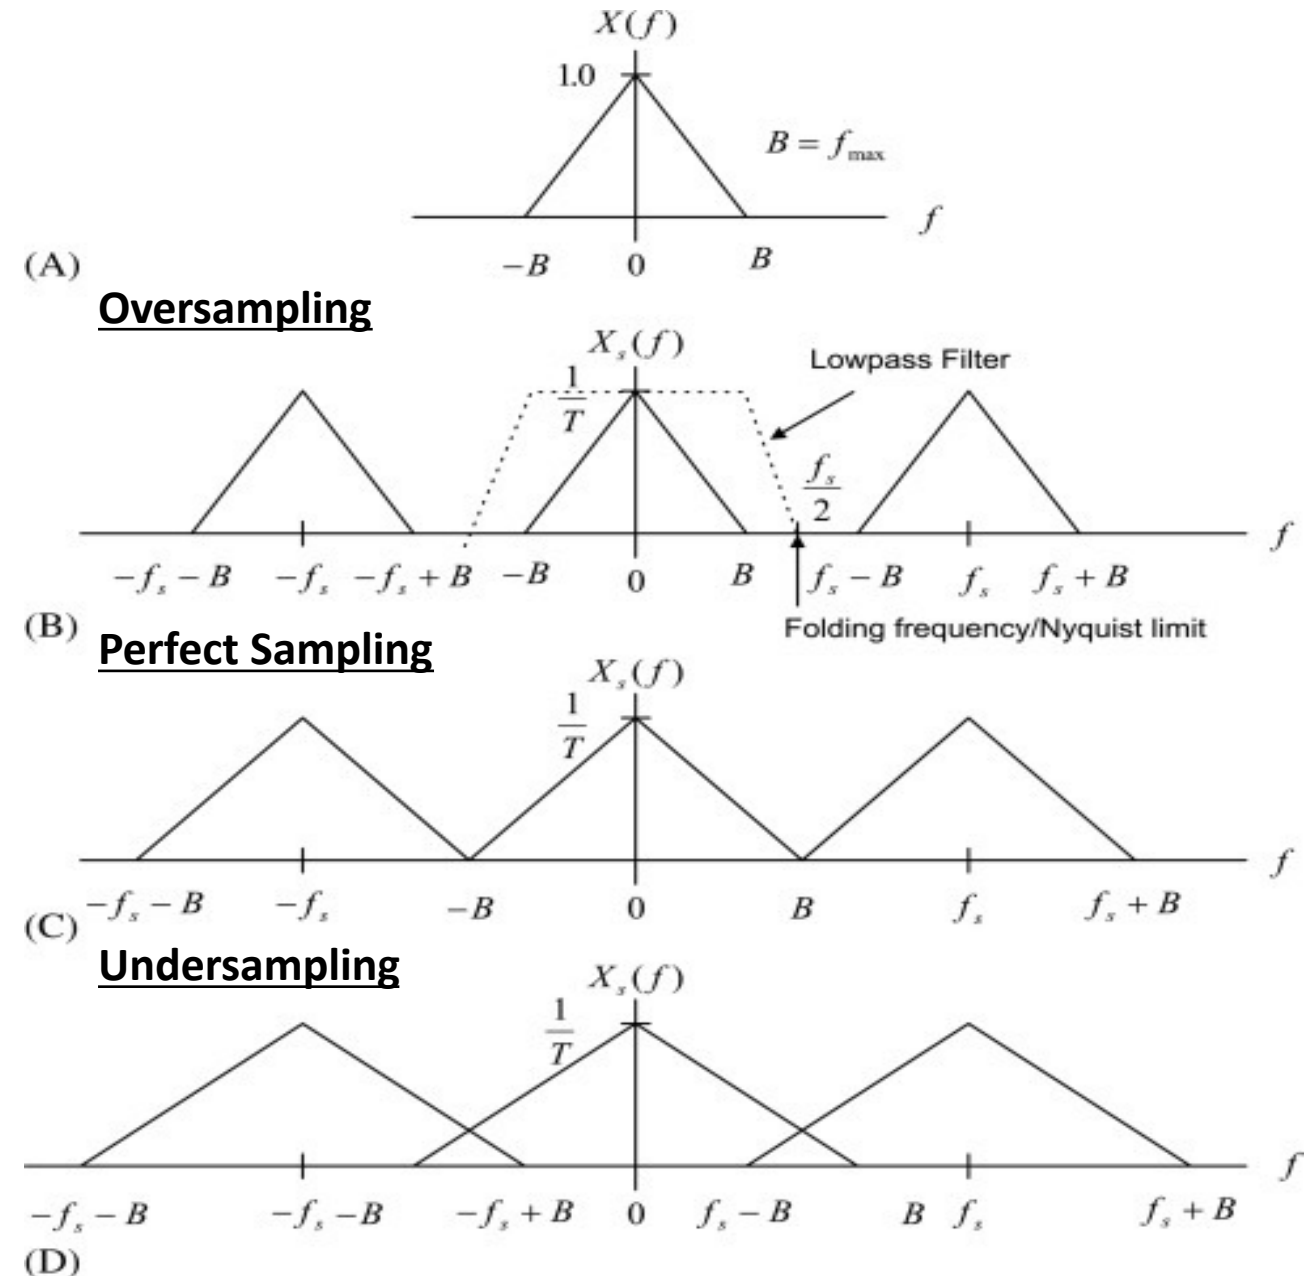 X(f)
1.0
B = f_max
f
−B 0 B
(A)
Oversampling
X_s(f)
Lowpass Filter
1/T
f_s/2
f
−f_s − B −f_s −f_s + B −B 0 B f_s − B f_s f_s + B
(B)
Folding frequency/Nyquist limit
Perfect Sampling
X_s(f)
1/T
f
−f_s − B −f_s −B 0 B f_s f_s + B
(C)
Undersampling
X_s(f)
1/T
f
−f_s − B −f_s −B −f_s + B 0 f_s − B B f_s f_s + B
(D)